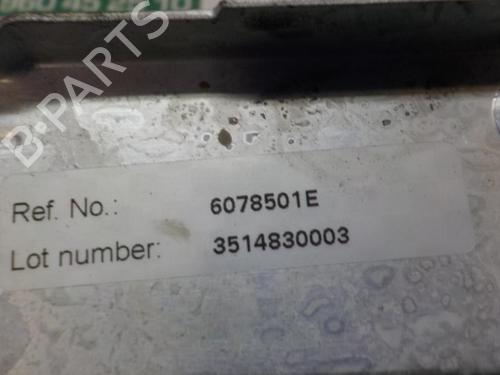 B-PARTS
Ref. No.: 6078501E
Lot number: 3514830003